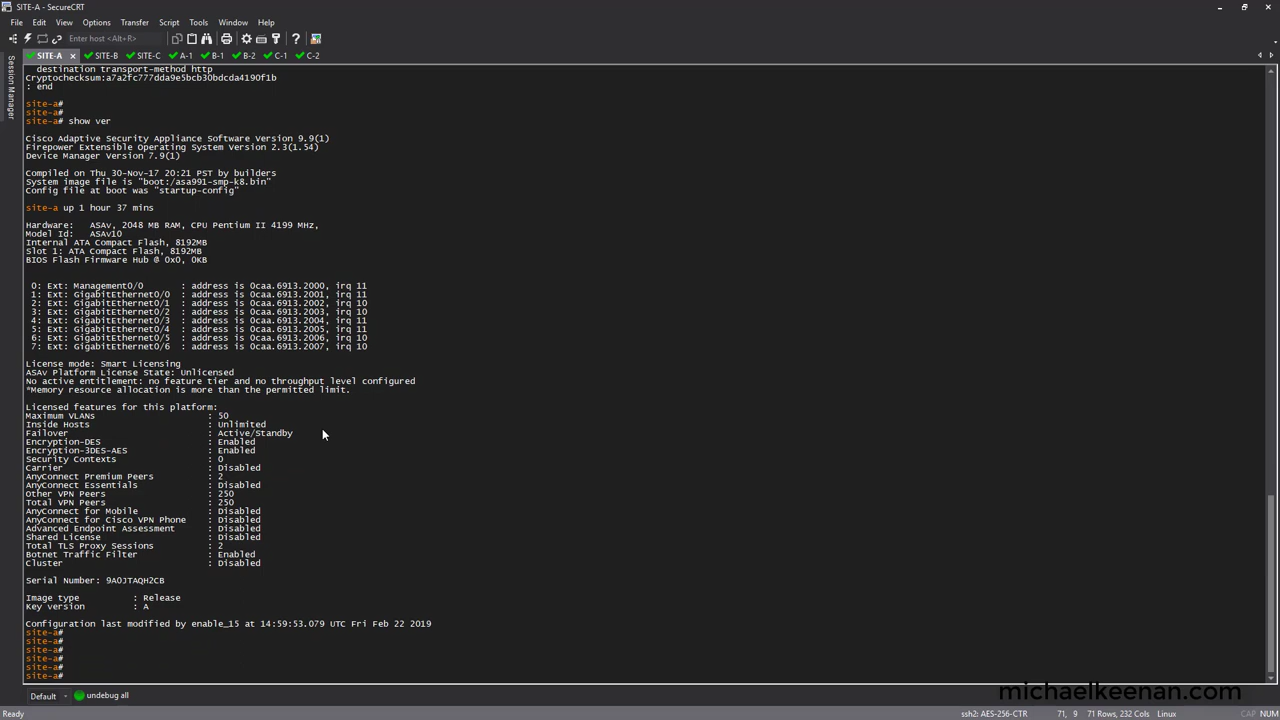 SITE-A - SecureCRT
File Edit View Options Transfer Script Tools Window Help
Enter host <Alt+R>
SITE-A SITE-B SITE-C A-1 B-1 B-2 C-1 C-2
Session Manager
destination transport-method http
Cryptochecksum:a7a2fc777dda9e5bcb30bdcda4190f1b
: end
site-a#
site-a#
site-a# show ver
Cisco Adaptive Security Appliance Software Version 9.9(1)
Firepower Extensible Operating System Version 2.3(1.54)
Device Manager Version 7.9(1)
Compiled on Thu 30-Nov-17 20:21 PST by builders
System image file is "boot:/asa991-smp-k8.bin"
Config file at boot was "startup-config"
site-a up 1 hour 37 mins
Hardware: ASAv, 2048 MB RAM, CPU Pentium II 4199 MHz,
Model Id: ASAv10
Internal ATA Compact Flash, 8192MB
Slot 1: ATA Compact Flash, 8192MB
BIOS Flash Firmware Hub @ 0x0, 0KB
0: Ext: Management0/0 : address is 0caa.6913.2000, irq 11
1: Ext: GigabitEthernet0/0 : address is 0caa.6913.2001, irq 11
2: Ext: GigabitEthernet0/1 : address is 0caa.6913.2002, irq 10
3: Ext: GigabitEthernet0/2 : address is 0caa.6913.2003, irq 10
4: Ext: GigabitEthernet0/3 : address is 0caa.6913.2004, irq 11
5: Ext: GigabitEthernet0/4 : address is 0caa.6913.2005, irq 11
6: Ext: GigabitEthernet0/5 : address is 0caa.6913.2006, irq 10
7: Ext: GigabitEthernet0/6 : address is 0caa.6913.2007, irq 10
License mode: Smart Licensing
ASAv Platform License State: Unlicensed
No active entitlement: no feature tier and no throughput level configured
*Memory resource allocation is more than the permitted limit.
Licensed features for this platform:
Maximum VLANs : 50
Inside Hosts : Unlimited
Failover : Active/Standby
Encryption-DES : Enabled
Encryption-3DES-AES : Enabled
Security Contexts : 0
Carrier : Disabled
AnyConnect Premium Peers : 2
AnyConnect Essentials : Disabled
Other VPN Peers : 250
Total VPN Peers : 250
AnyConnect for Mobile : Disabled
AnyConnect for Cisco VPN Phone : Disabled
Advanced Endpoint Assessment : Disabled
Shared License : Disabled
Total TLS Proxy Sessions : 2
Botnet Traffic Filter : Enabled
Cluster : Disabled
Serial Number: 9A0JTAQH2CB
Image type : Release
Key version : A
Configuration last modified by enable_15 at 14:59:53.079 UTC Fri Feb 22 2019
site-a#
site-a#
site-a#
site-a#
site-a#
site-a#
Default undebug all
michaelkeenan.com
Ready ssh2: AES-256-CTR 71, 9 71 Rows, 232 Cols Linux CAP NUM